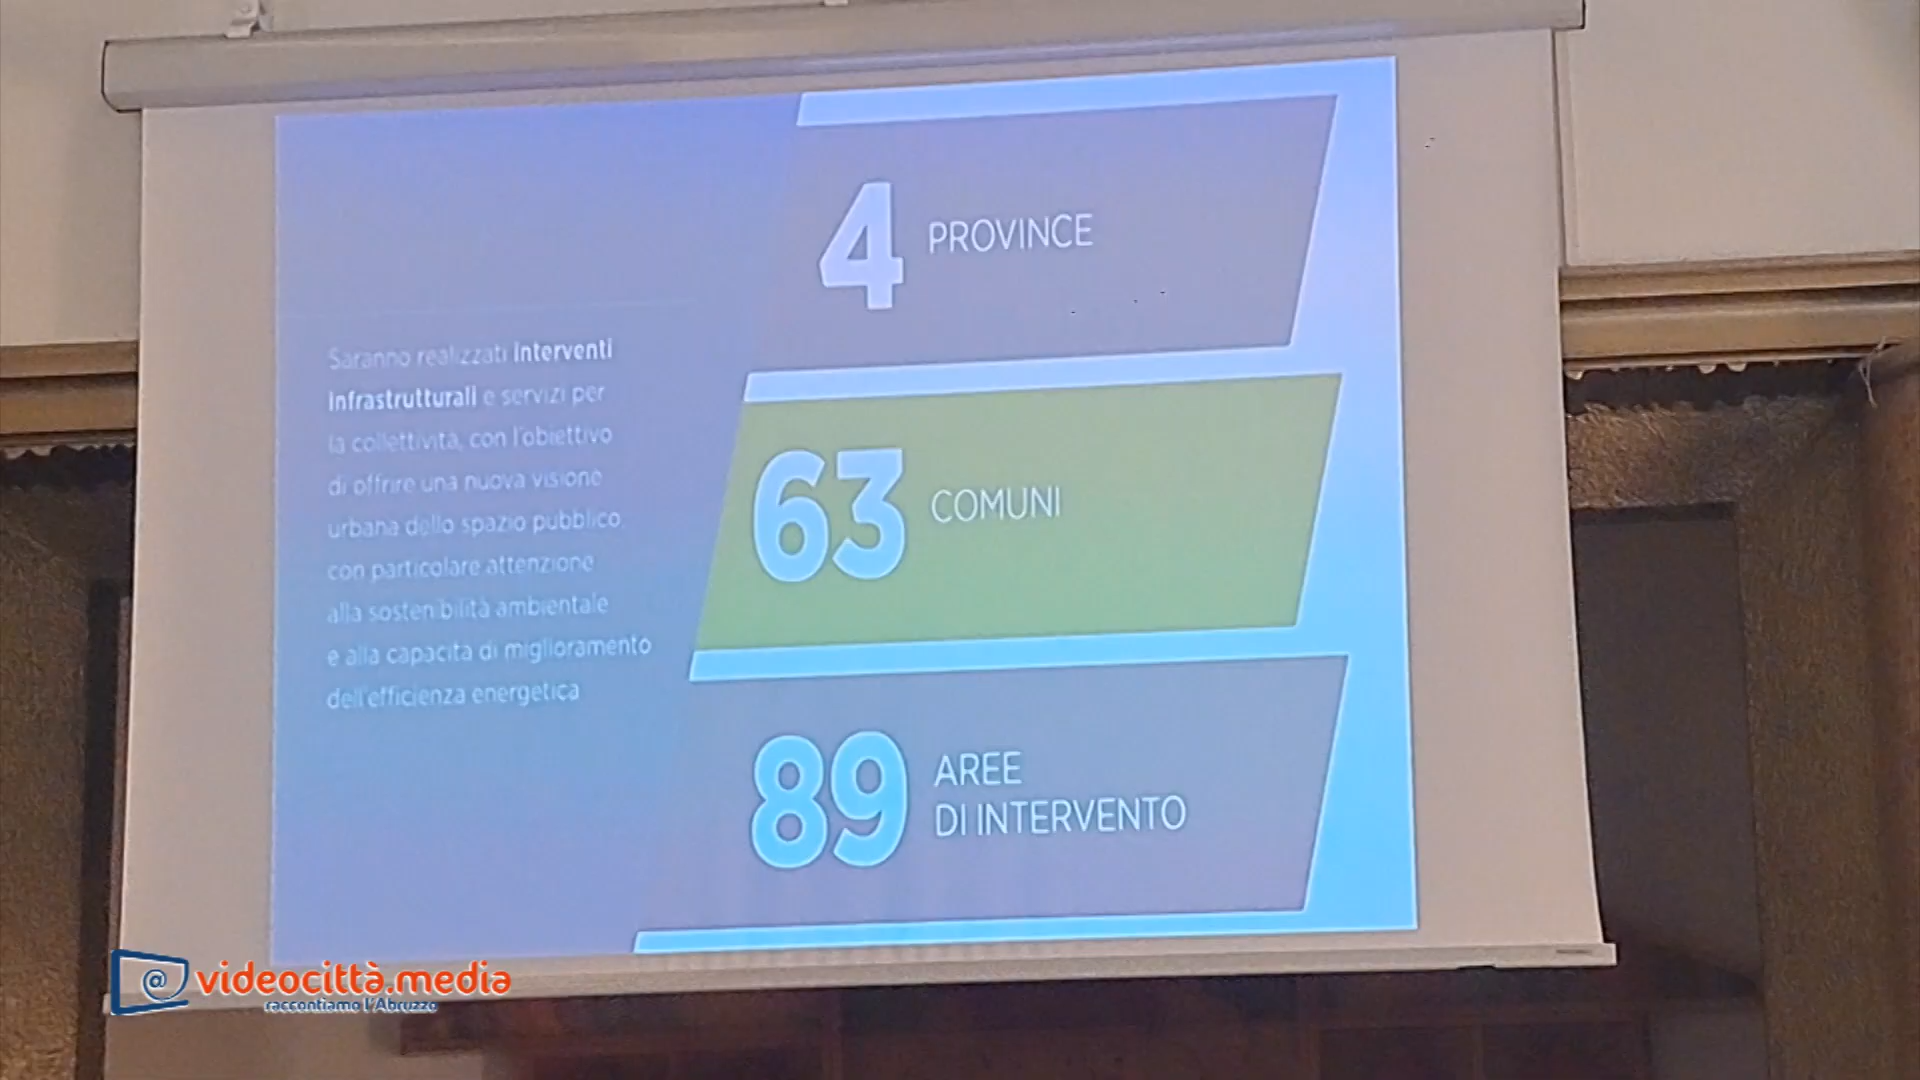 Saranno realizzati interventi
infrastrutturali e servizi per
la collettività, con l'obiettivo
di offrire una nuova visione
urbana dello spazio pubblico
con particolare attenzione
alla sostenibilità ambientale
e alla capacità di miglioramento
dell'efficienza energetica
4 PROVINCE
63 COMUNI
89 AREE
DI INTERVENTO
@ videocittà.media
raccontiamo l'Abruzzo